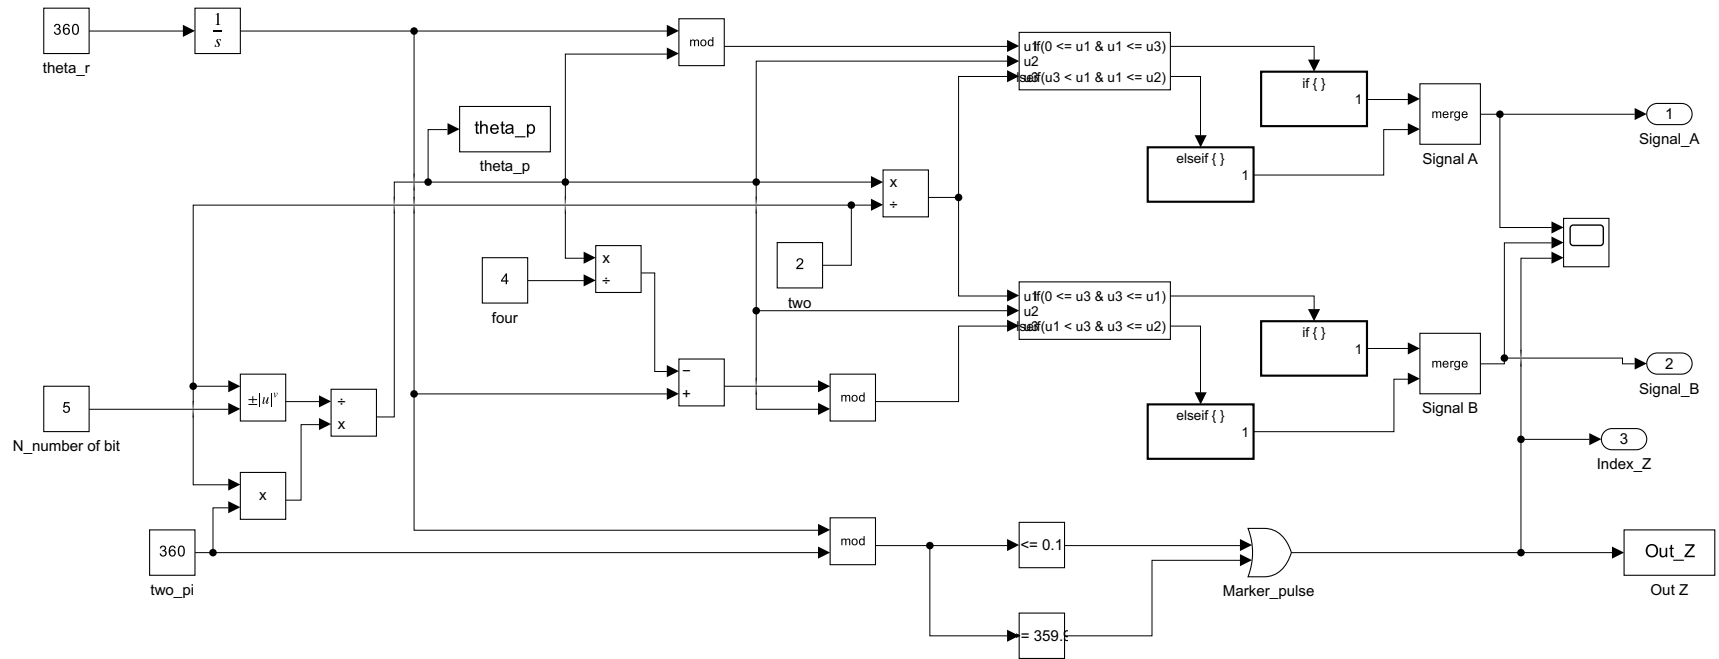 360
theta_r
1
s
mod
theta_p
theta_p
u1
if(0 <= u1 & u1 <= u3)
u2
u3
elseif(u3 < u1 & u1 <= u2)
if { }
1
elseif { }
1
merge
Signal A
1
Signal_A
x
÷
2
two
4
four
x
÷
u1
if(0 <= u3 & u3 <= u1)
u2
u3
elseif(u1 < u3 & u3 <= u2)
if { }
1
elseif { }
1
merge
Signal B
2
Signal_B
3
Index_Z
5
N_number of bit
±|u|^v
÷
x
−
+
mod
x
360
two_pi
mod
<= 0.1
= 359.
Marker_pulse
Out_Z
Out Z